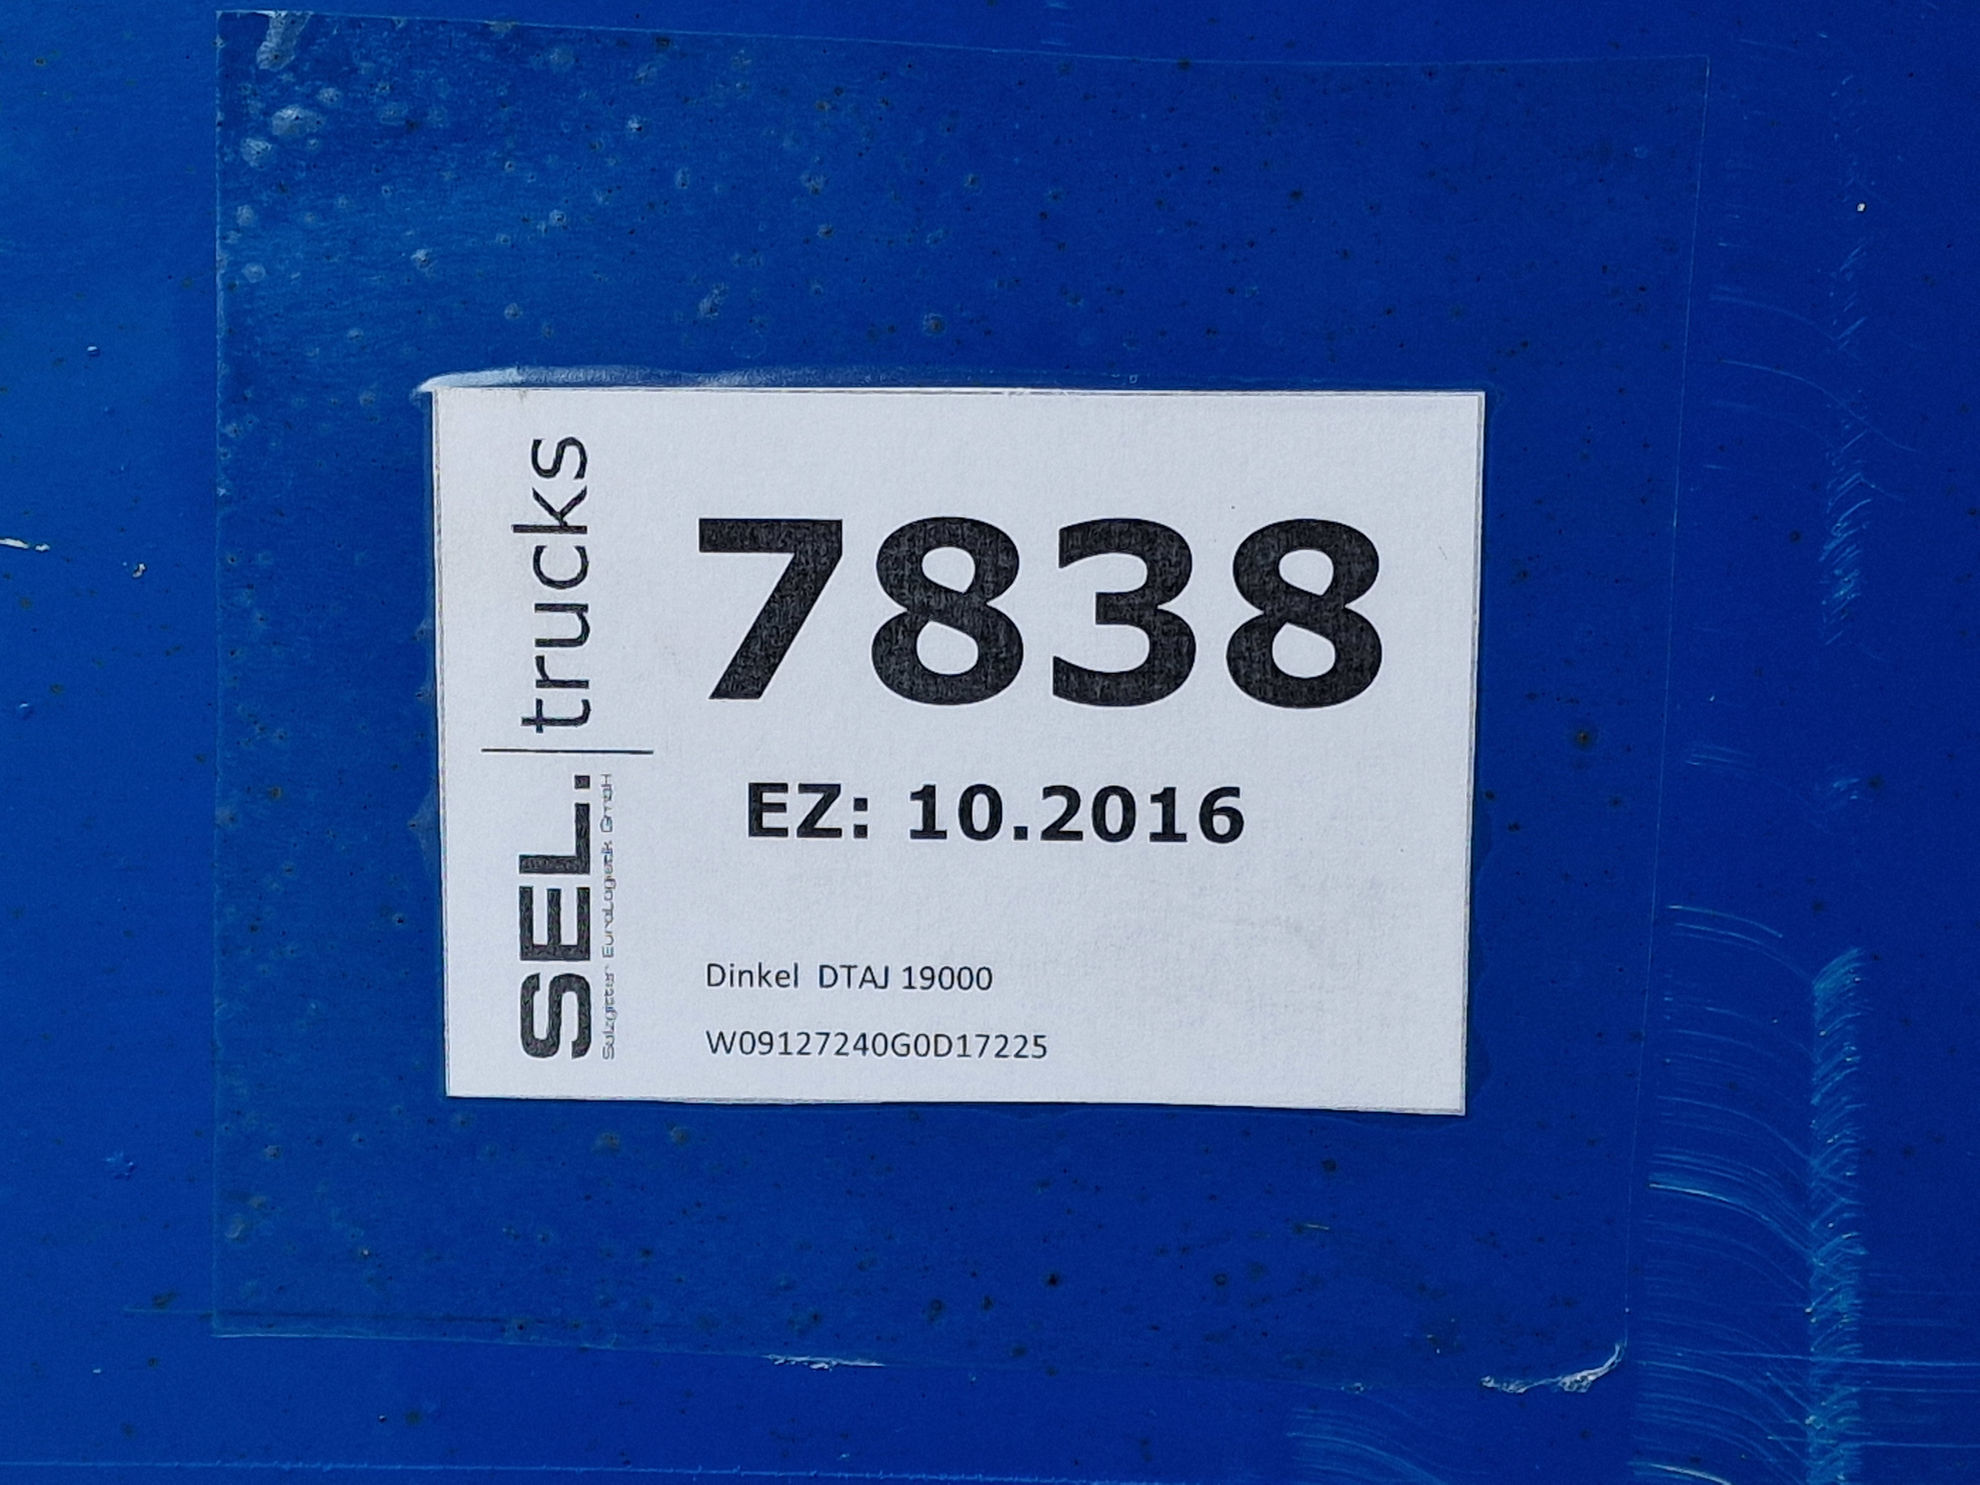 SEL. trucks
Salzgitter EuroLogistik GmbH
7838
EZ: 10.2016
Dinkel DTAJ 19000
W09127240G0D17225